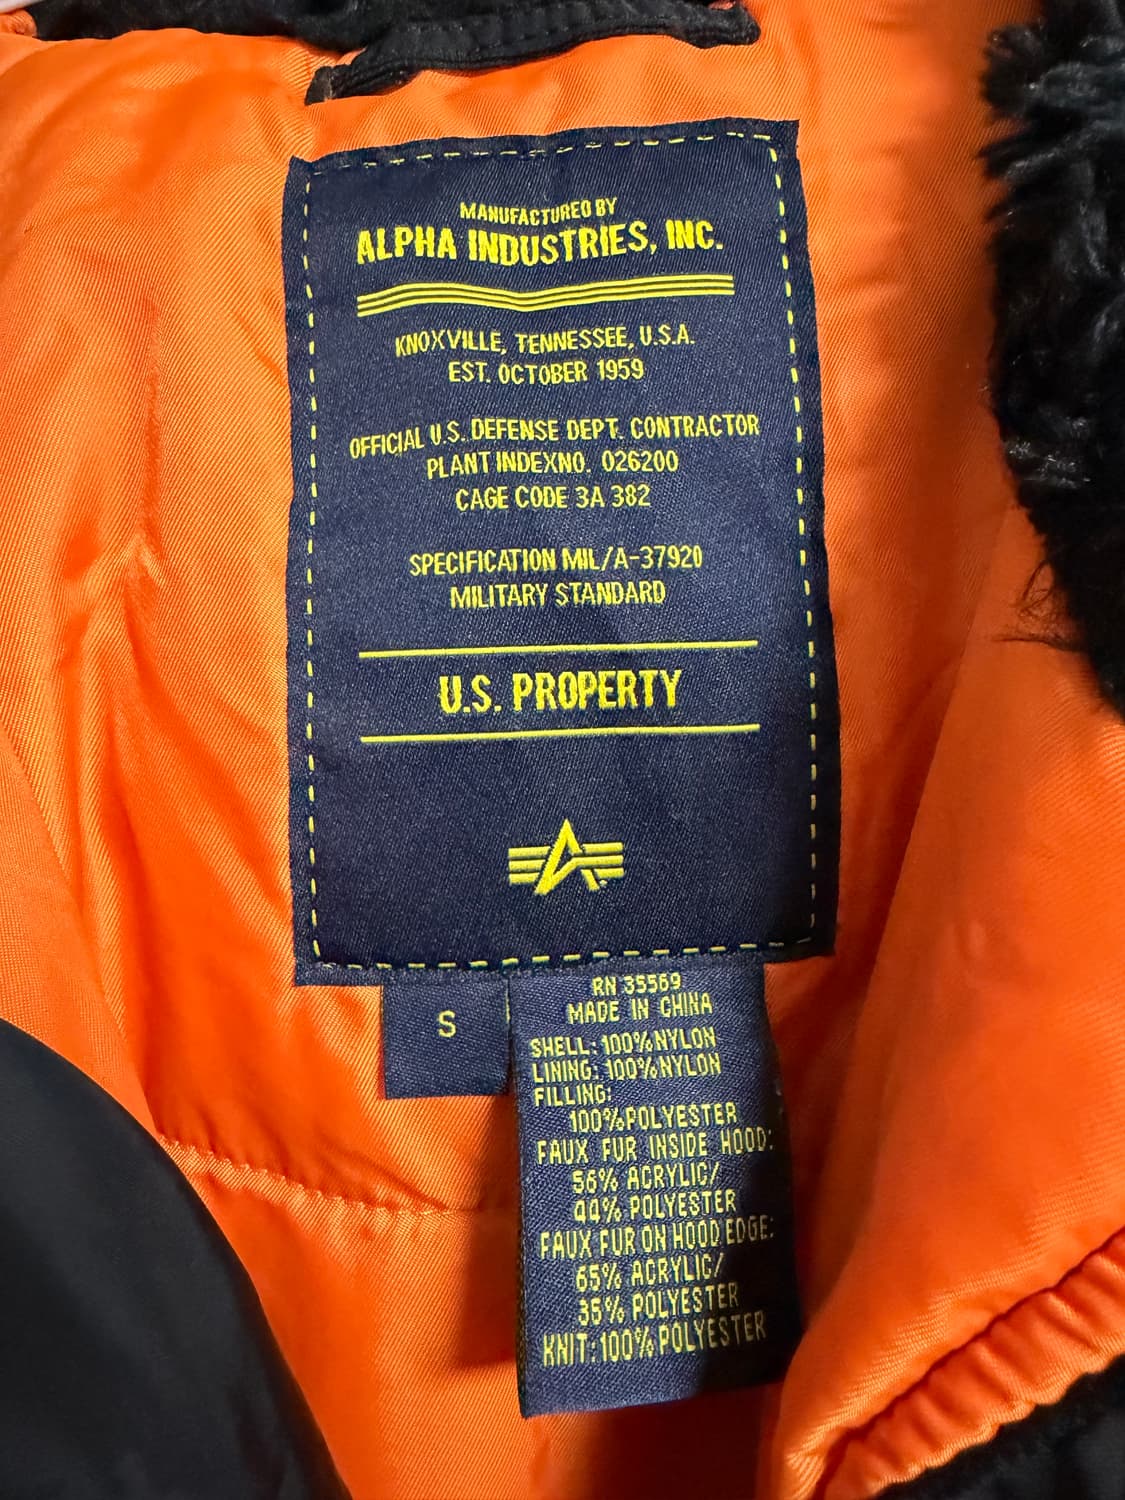 MANUFACTURED BY
ALPHA INDUSTRIES, INC.
KNOXVILLE, TENNESSEE, U.S.A.
EST. OCTOBER 1959
OFFICIAL U.S. DEFENSE DEPT. CONTRACTOR
PLANT INDEXNO. 026200
CAGE CODE 3A 382
SPECIFICATION MIL/A-37920
MILITARY STANDARD
U.S. PROPERTY
S
RN 35569
MADE IN CHINA
SHELL: 100%NYLON
LINING: 100%NYLON
FILLING:
100%POLYESTER
FAUX FUR INSIDE HOOD:
56% ACRYLIC/
44% POLYESTER
FAUX FUR ON HOOD EDGE:
65% ACRYLIC/
35% POLYESTER
KNIT: 100% POLYESTER